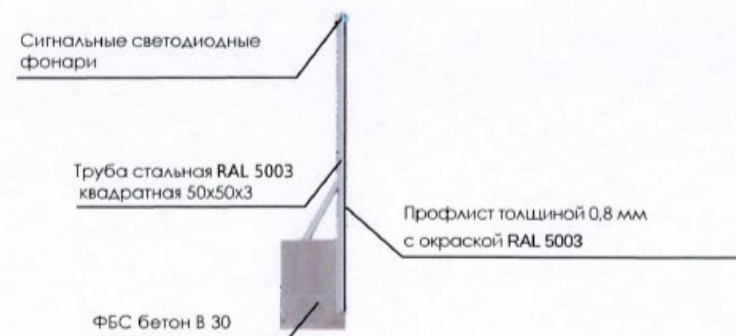 Сигнальные светодиодные
фонари
Труба стальная RAL 5003
квадратная 50х50х3
Профлист толщиной 0,8 мм
с окраской RAL 5003
ФБС бетон В 30